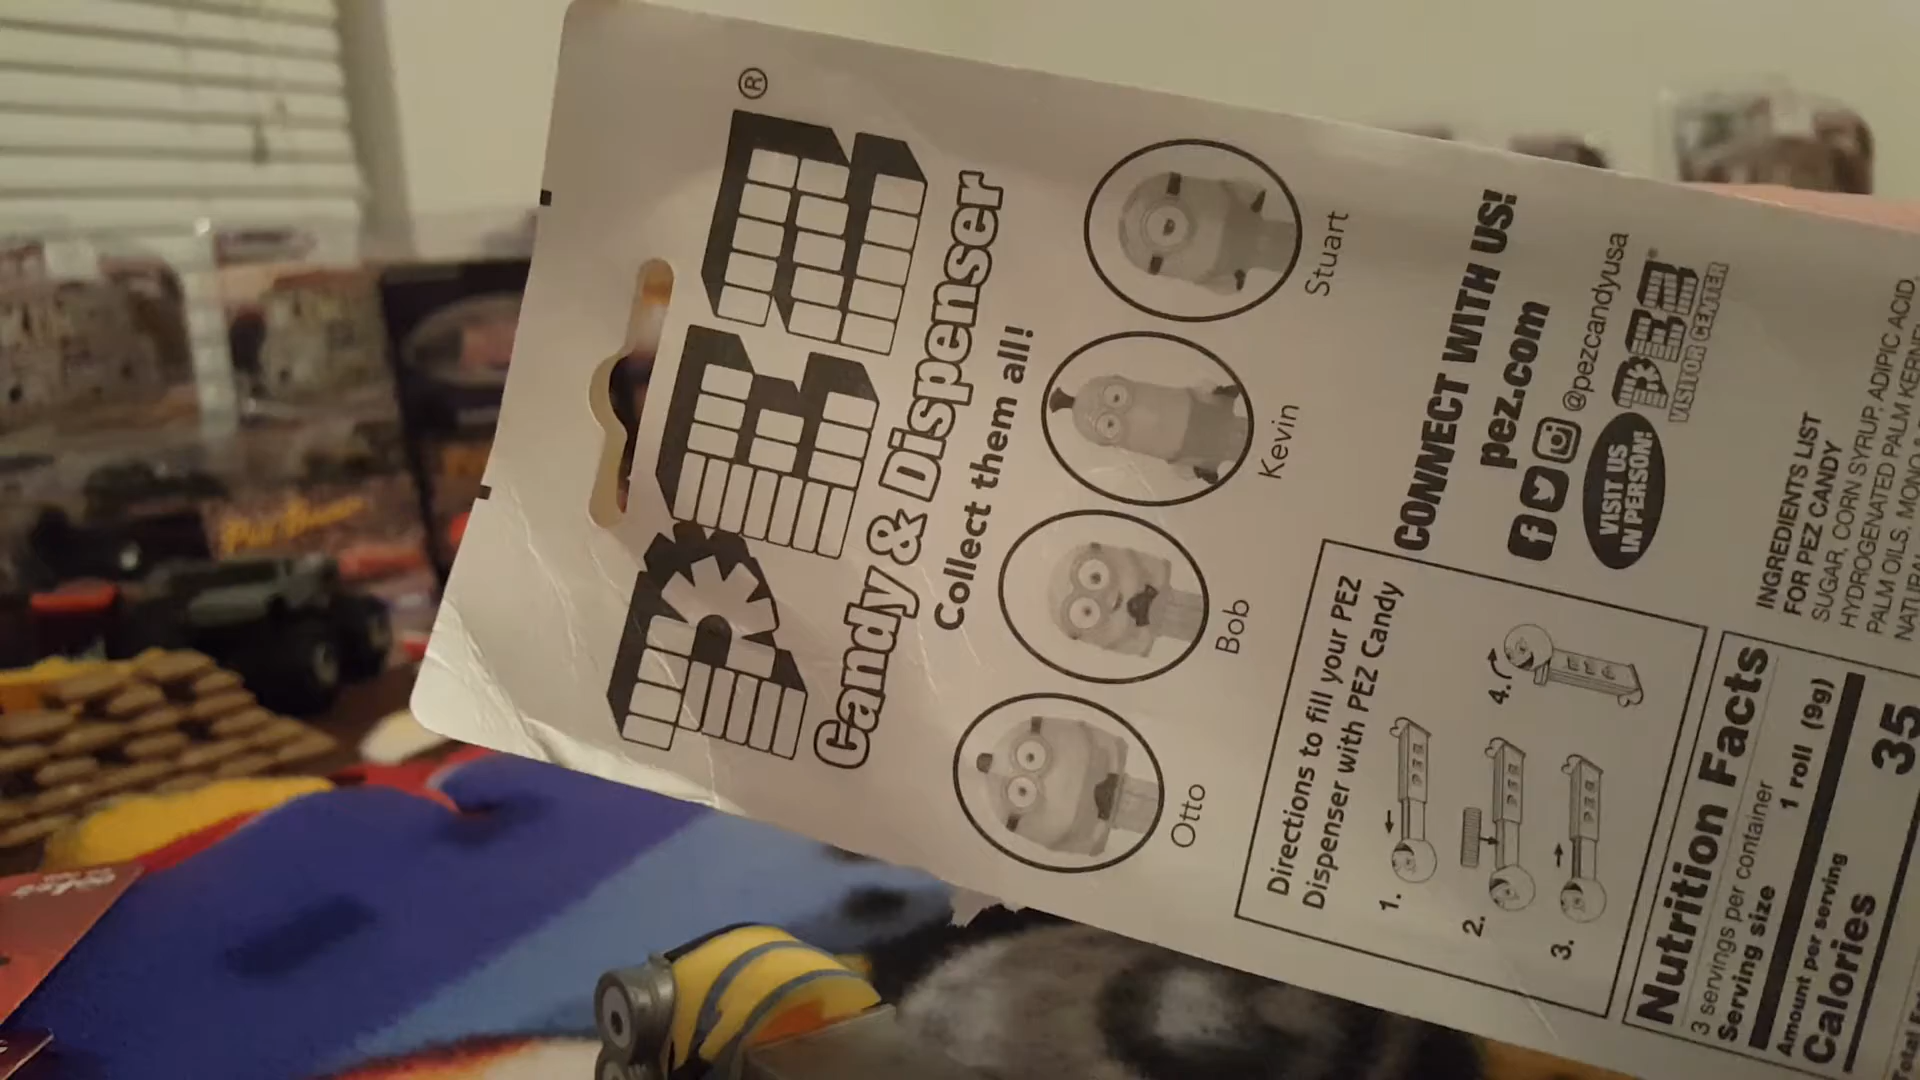 PEZ®
Candy & Dispenser
Collect them all!
Otto
Bob
Kevin
Stuart
Directions to fill your PEZ
Dispenser with PEZ Candy
1.
2.
3.
4.
CONNECT WITH US!
pez.com
@pezcandyusa
VISIT US
IN PERSON!
PEZ®
VISITOR CENTER
Nutrition Facts
3 servings per container
Serving size 1 roll (9g)
Amount per serving
Calories 35
INGREDIENTS LIST
FOR PEZ CANDY
SUGAR, CORN SYRUP, ADIPIC ACID,
HYDROGENATED PALM KERNEL
PALM OILS, MONO